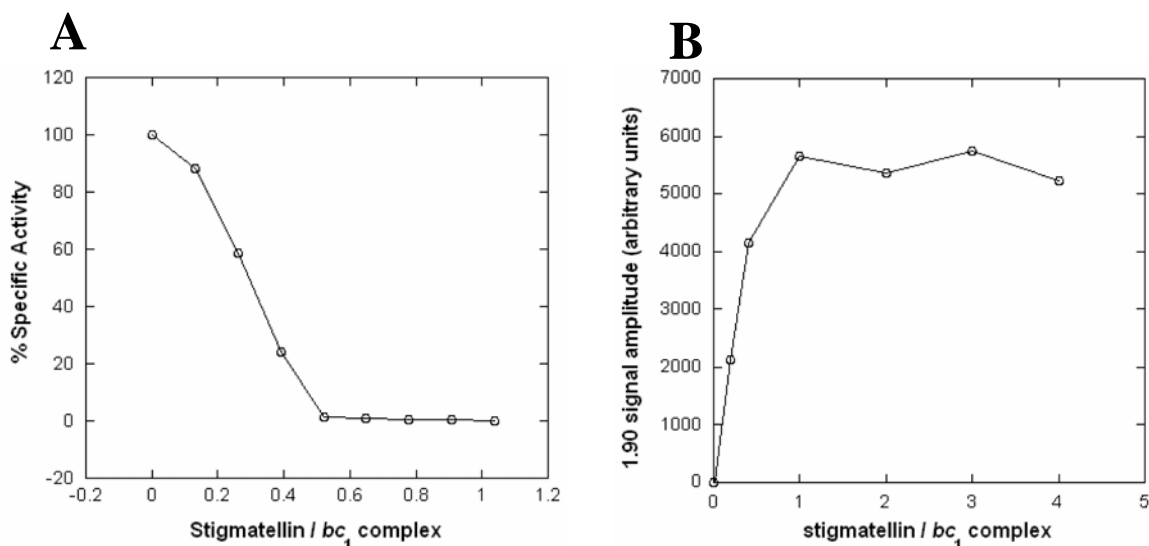 A
B
120
100
80
60
40
20
0
-20
-0.2 0 0.2 0.4 0.6 0.8 1 1.2
% Specific Activity
Stigmatellin / bc1 complex
7000
6000
5000
4000
3000
2000
1000
0
0 1 2 3 4 5
1.90 signal amplitude (arbitrary units)
stigmatellin / bc1 complex